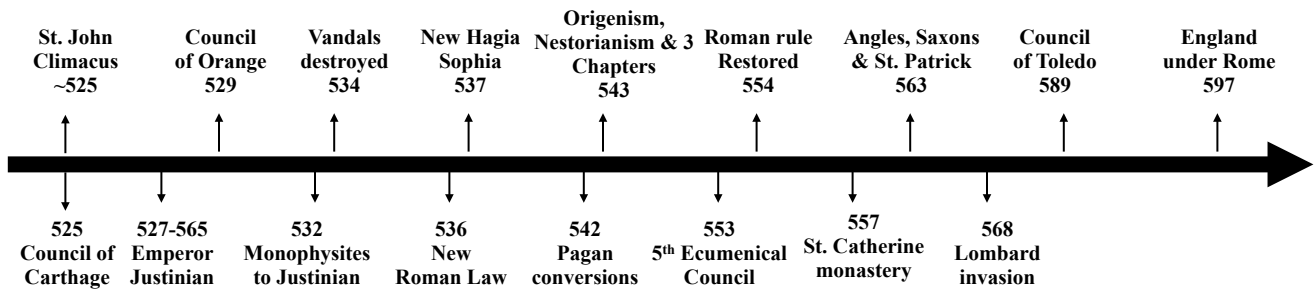 St. John
Climacus
~525
Council
of Orange
529
Vandals
destroyed
534
New Hagia
Sophia
537
Origenism,
Nestorianism & 3
Chapters
543
Roman rule
Restored
554
Angles, Saxons
& St. Patrick
563
Council
of Toledo
589
England
under Rome
597
525
Council of
Carthage
527-565
Emperor
Justinian
532
Monophysites
to Justinian
536
New
Roman Law
542
Pagan
conversions
553
5th Ecumenical
Council
557
St. Catherine
monastery
568
Lombard
invasion